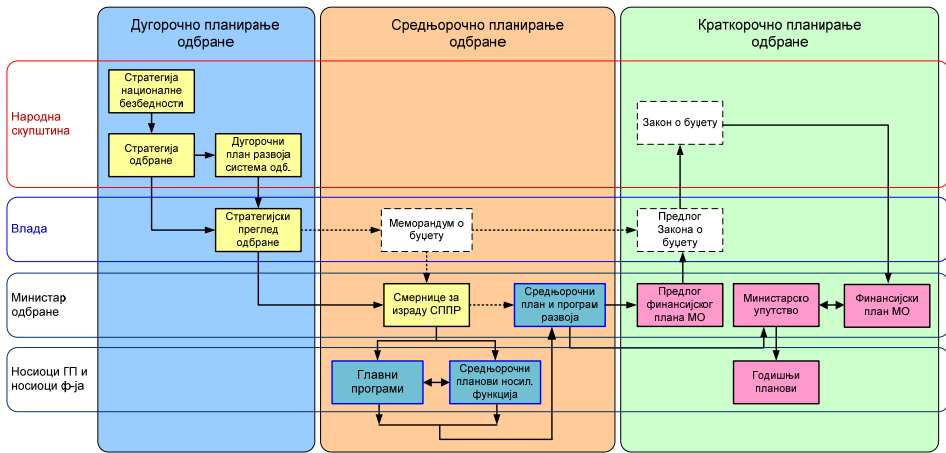 Дугорочно планирање
одбране
Средњорочно планирање
одбране
Краткорочно планирање
одбране
Народна
скупштина
Стратегија
националне
безбедности
Стратегија
одбране
Дугорочни
план развоја
система одб.
Закон о буџету
Влада
Стратегијски
преглед
одбране
Меморандум о
буџету
Предлог
Закона о
буџету
Министар
одбране
Смернице за
израду СППР
Средњорочни
план и програм
развоја
Предлог
финансијског
плана МО
Министарско
упутство
Финансијски
план МО
Носиоци ГП и
носиоци ф-ја
Главни
програми
Средњорочни
планови носил.
функција
Годишњи
планови